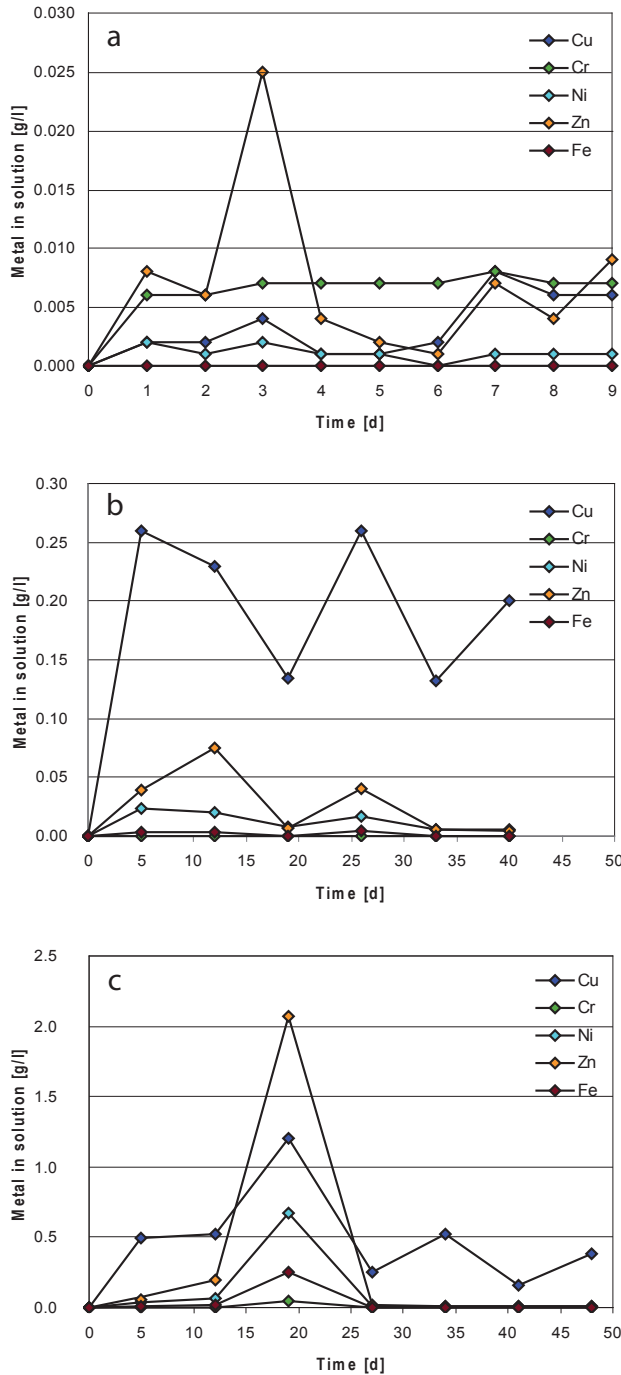 a
0.030
0.025
0.020
0.015
0.010
0.005
0.000
Metal in solution [g/l]
Cu
Cr
Ni
Zn
Fe
0 1 2 3 4 5 6 7 8 9
Time [d]
b
0.30
0.25
0.20
0.15
0.10
0.05
0.00
Metal in solution [g/l]
Cu
Cr
Ni
Zn
Fe
0 5 10 15 20 25 30 35 40 45 50
Time [d]
c
2.5
2.0
1.5
1.0
0.5
0.0
Metal in solution [g/l]
Cu
Cr
Ni
Zn
Fe
0 5 10 15 20 25 30 35 40 45 50
Time [d]